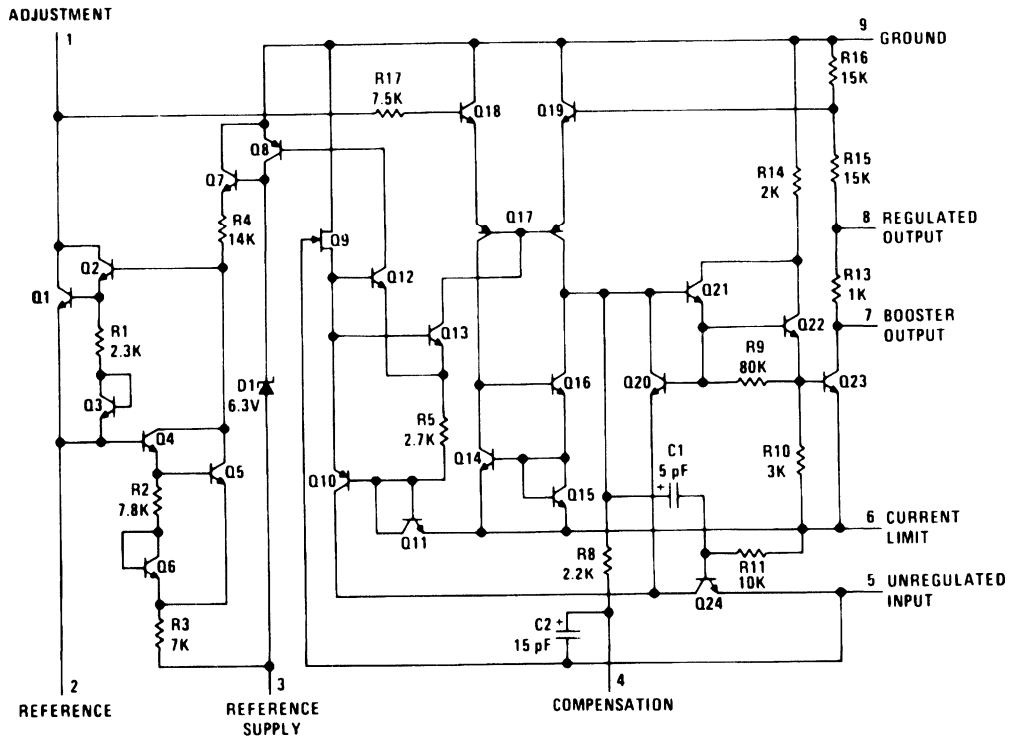 ADJUSTMENT
1
9
GROUND
R16
15K
R17
7.5K
Q18
Q19
Q8
Q7
R15
15K
R14
2K
R4
14K
Q17
8
REGULATED
OUTPUT
Q9
Q2
Q12
Q1
Q21
R13
1K
7
BOOSTER
OUTPUT
Q22
Q13
R1
2.3K
R9
80K
D1
6.3V
Q16
Q20
Q23
Q3
R5
2.7K
Q4
C1
5 pF
+
R10
3K
Q14
Q5
Q10
Q15
R2
7.8K
6
CURRENT
LIMIT
Q11
R8
2.2K
Q6
R11
10K
5
UNREGULATED
INPUT
Q24
R3
7K
C2
+
15 pF
2
REFERENCE
3
REFERENCE
SUPPLY
4
COMPENSATION